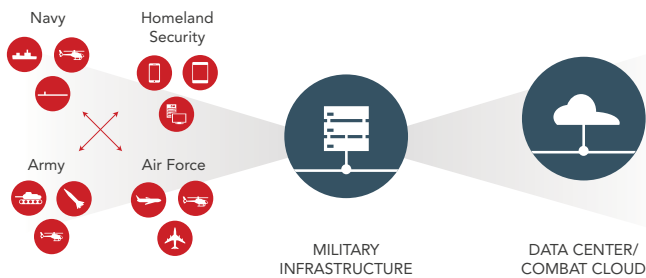 Navy
Homeland
Security
Army
Air Force
MILITARY
INFRASTRUCTURE
DATA CENTER/
COMBAT CLOUD